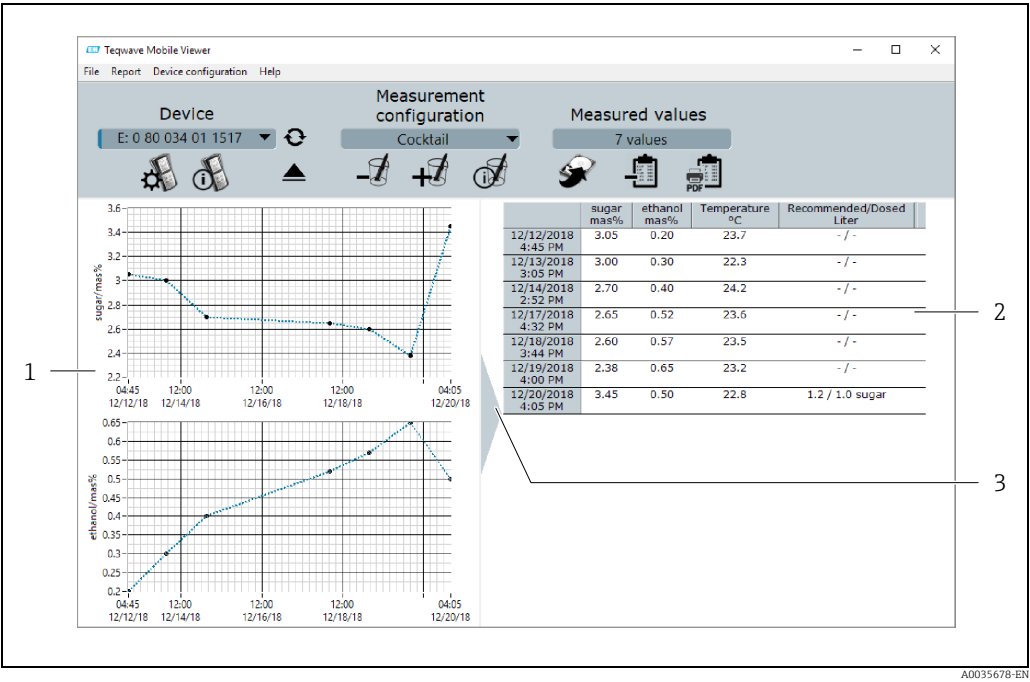 Teqwave Mobile Viewer
File Report Device configuration Help
Device
Measurement
configuration
Measured values
E: 0 80 034 01 1517
Cocktail
7 values
PDF
sugar/mas%
3.6
3.4
3.2
3
2.8
2.6
2.4
2.2
04:45 12:00 12:00 12:00 04:05
12/12/18 12/14/18 12/16/18 12/18/18 12/20/18
ethanol/mas%
0.65
0.6
0.55
0.5
0.45
0.4
0.35
0.3
0.25
0.2
04:45 12:00 12:00 12:00 04:05
12/12/18 12/14/18 12/16/18 12/18/18 12/20/18
sugar ethanol Temperature Recommended/Dosed
mas% mas% °C Liter
12/12/2018 3.05 0.20 23.7 - / -
4:45 PM
12/13/2018 3.00 0.30 22.3 - / -
3:05 PM
12/14/2018 2.70 0.40 24.2 - / -
2:52 PM
12/17/2018 2.65 0.52 23.6 - / -
4:32 PM
12/18/2018 2.60 0.57 23.5 - / -
3:44 PM
12/19/2018 2.38 0.65 23.2 - / -
4:00 PM
12/20/2018 3.45 0.50 22.8 1.2 / 1.0 sugar
4:05 PM
1
2
3
A0035678-EN